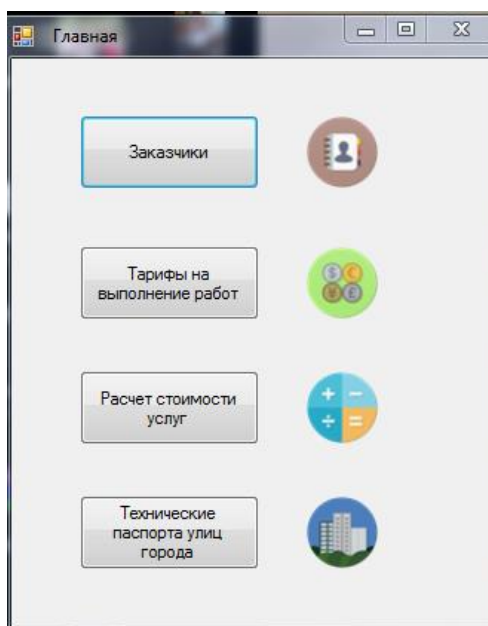 Главная
Заказчики
Тарифы на
выполнение работ
Расчет стоимости
услуг
Технические
паспорта улиц
города